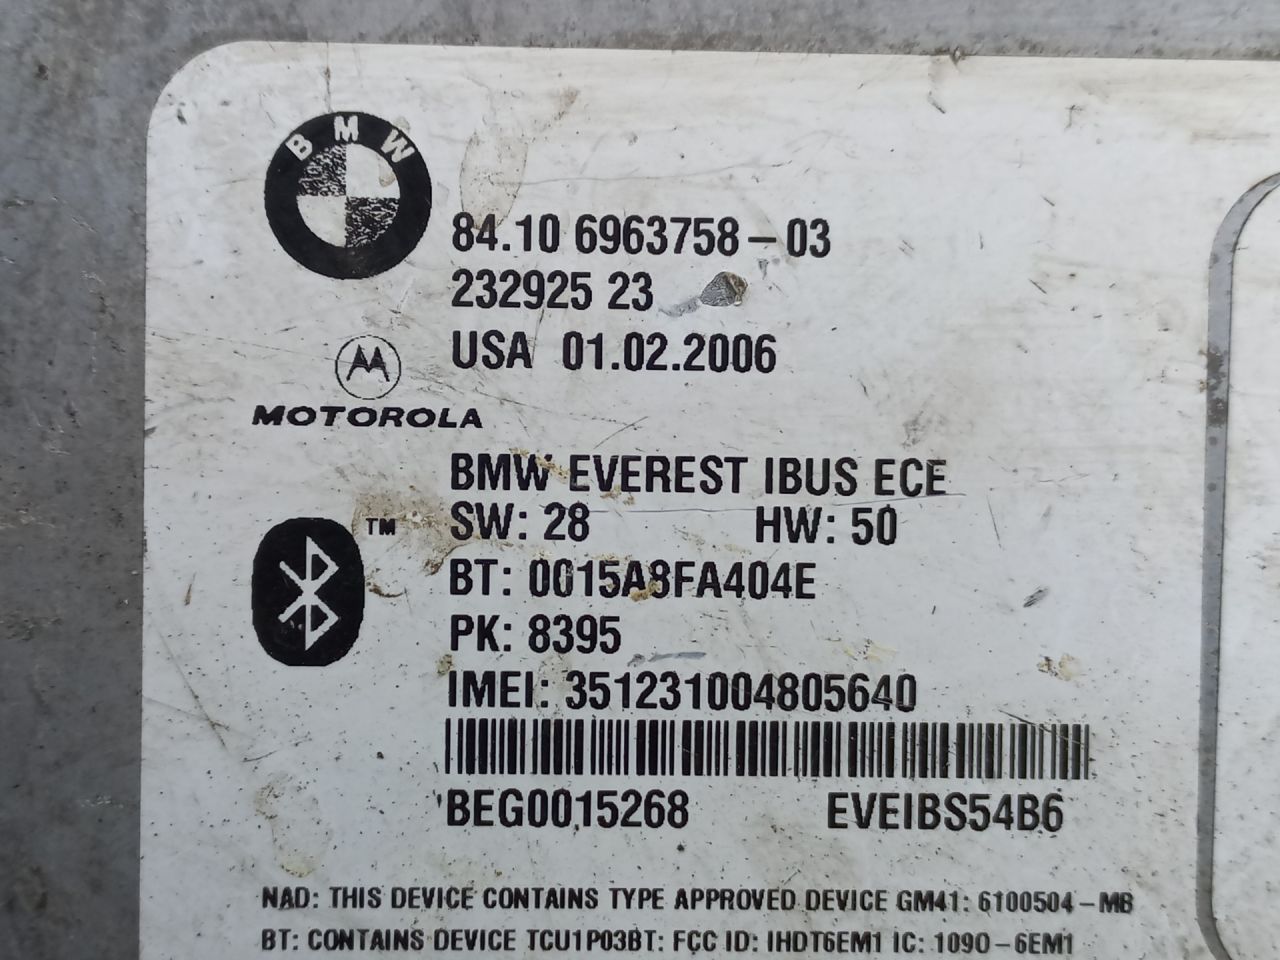 BMW
84.10 6963758-03
232925 23
USA 01.02.2006
MOTOROLA
BMW EVEREST IBUS ECE
TM
SW: 28 HW: 50
BT: 0015A8FA404E
PK: 8395
IMEI: 351231004805640
BEG0015268 EVEIBS54B6
NAD: THIS DEVICE CONTAINS TYPE APPROVED DEVICE GM41: 6100504-MB
BT: CONTAINS DEVICE TCU1P03BT: FCC ID: IHDT6EM1 IC: 1090-6EM1